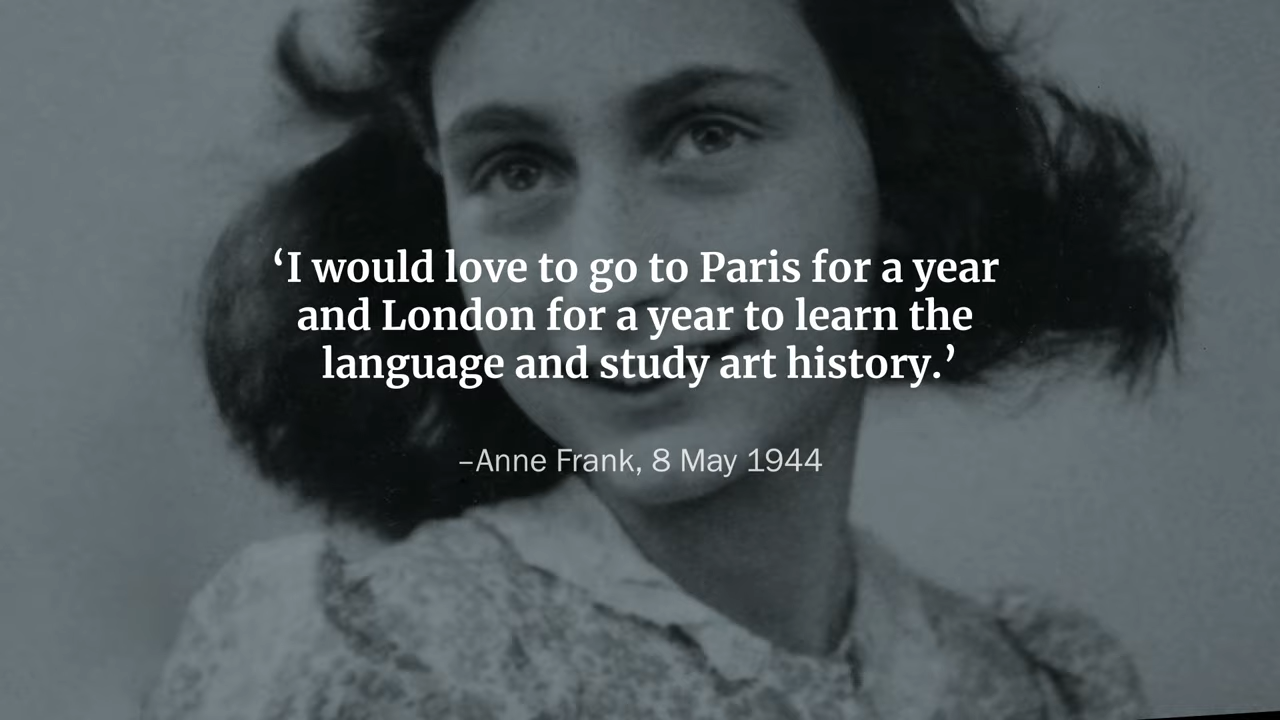 ‘I would love to go to Paris for a year
and London for a year to learn the
language and study art history.’
–Anne Frank, 8 May 1944